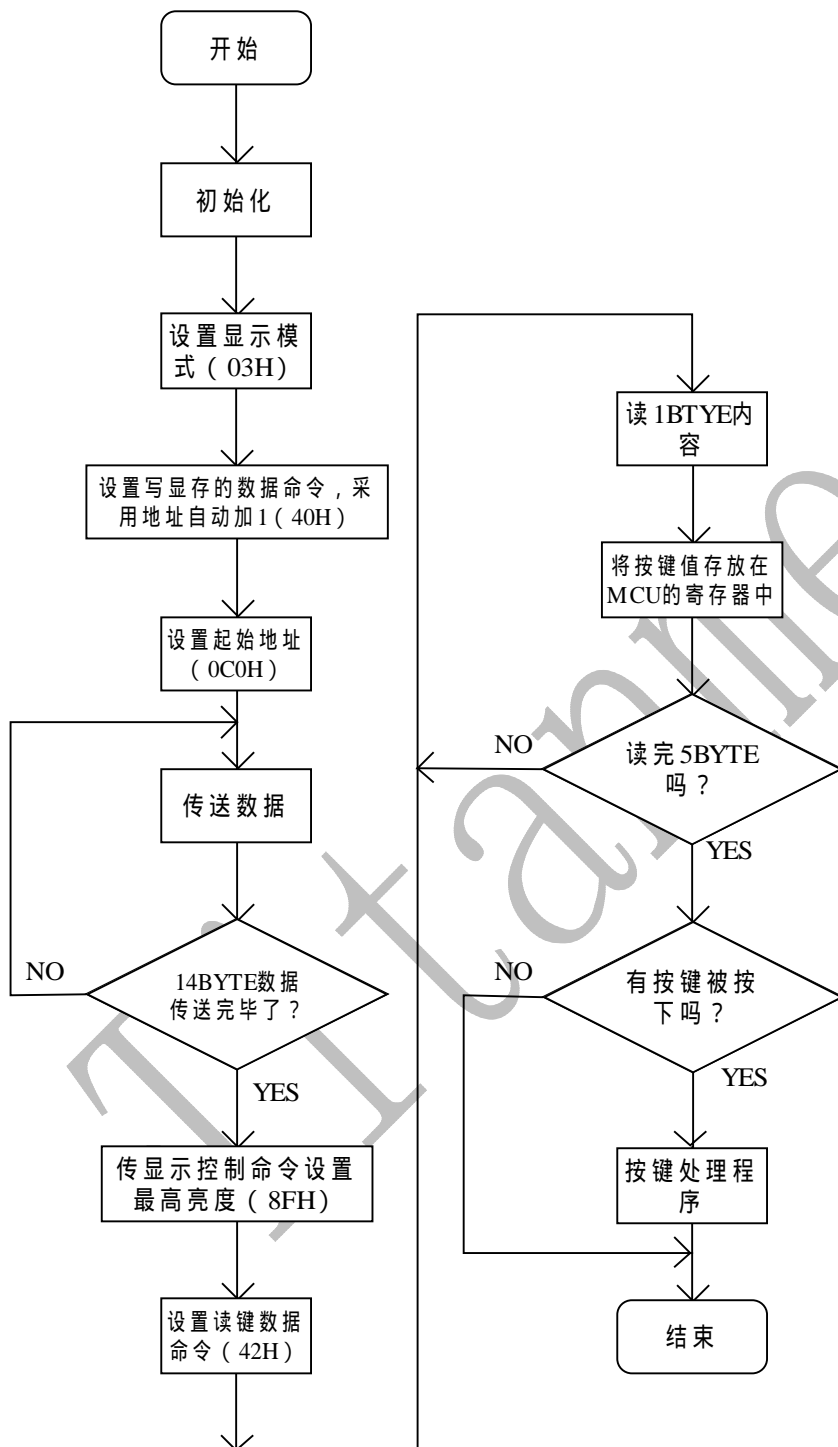 开始
初始化
设置显示模
式（03H）
设置写显存的数据命令，采
用地址自动加1（40H）
设置起始地址
（0C0H）
传送数据
NO
14BYTE数据
传送完毕了？
YES
传显示控制命令设置
最高亮度（8FH）
设置读键数据
命令（42H）
读1BTYE内
容
将按键值存放在
MCU的寄存器中
NO
读完5BYTE
吗？
YES
NO
有按键被按
下吗？
YES
按键处理程
序
结束